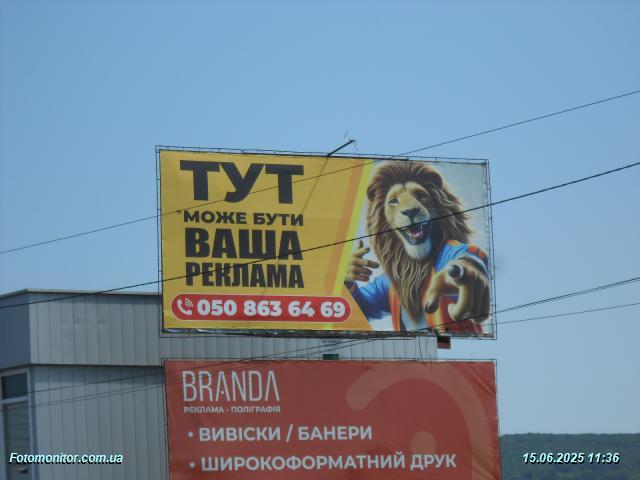 ТУТ
МОЖЕ БУТИ
ВАША
РЕКЛАМА
050 863 64 69
BRANDA
РЕКЛАМА - ПОЛІГРАФІЯ
• ВИВІСКИ / БАНЕРИ
• ШИРОКОФОРМАТНИЙ ДРУК
Fotomonitor.com.ua
15.06.2025 11:36